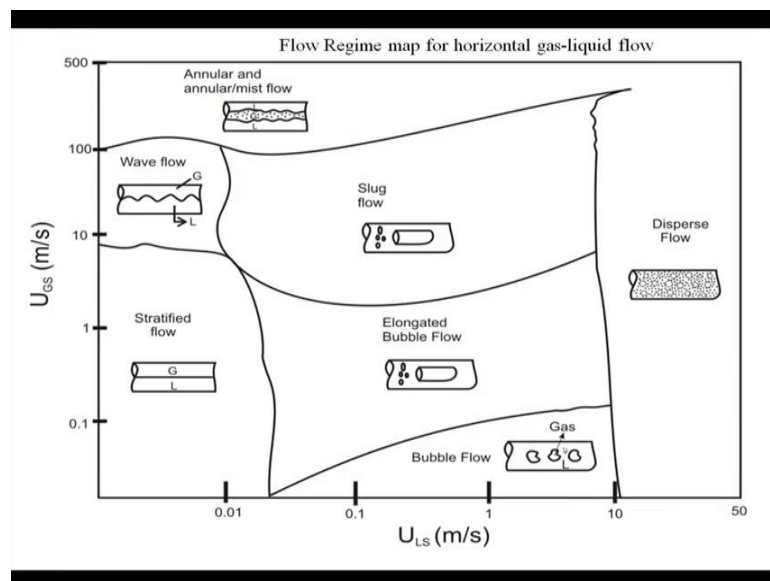 Flow Regime map for horizontal gas-liquid flow
500
Annular and
annular/mist flow
L
G
L
100
Wave flow
G
L
Slug
flow
10
Disperse
Flow
U_GS (m/s)
Stratified
flow
Elongated
Bubble Flow
1
G
L
0.1
Gas
Bubble Flow
L
0.01
0.1
1
10
50
U_LS (m/s)